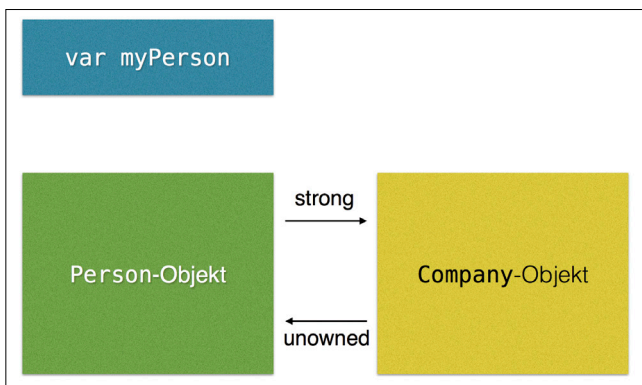 var myPerson
strong
Person-Objekt
Company-Objekt
unowned